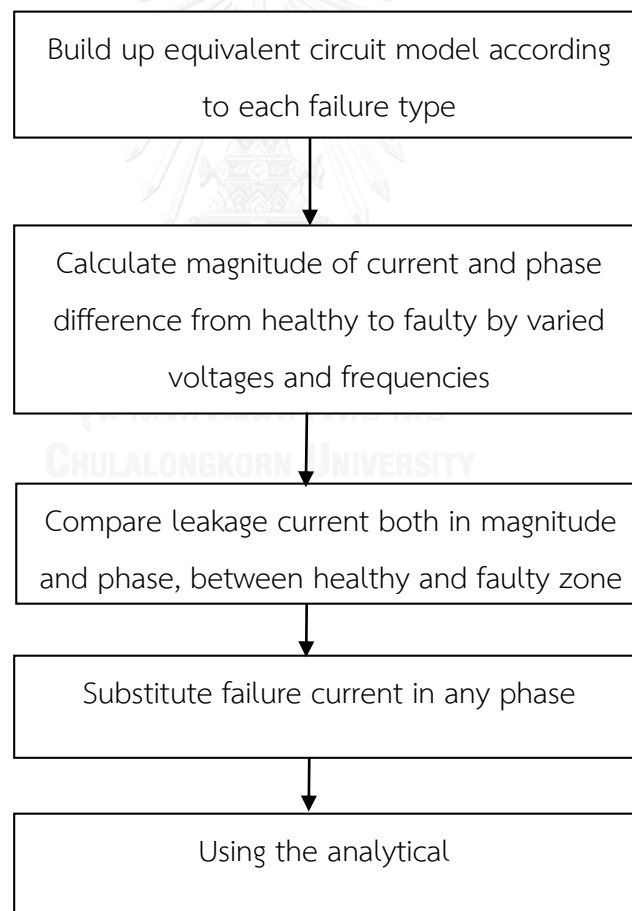 Build up equivalent circuit model according
to each failure type
Calculate magnitude of current and phase
difference from healthy to faulty by varied
voltages and frequencies
CHULALONGKORN UNIVERSITY
Compare leakage current both in magnitude
and phase, between healthy and faulty zone
Substitute failure current in any phase
Using the analytical